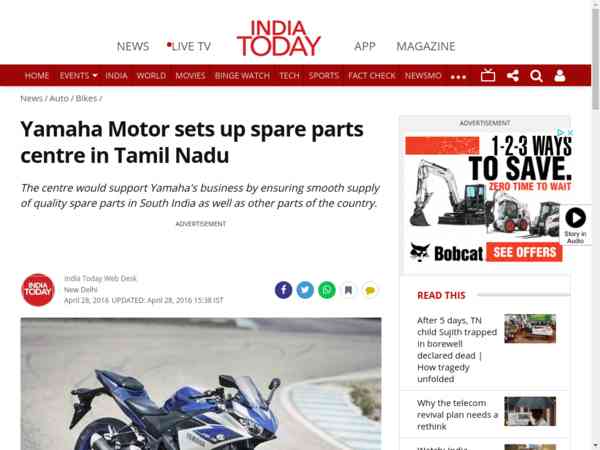 INDIA
TODAY
NEWS
LIVE TV
APP
MAGAZINE
HOME EVENTS INDIA WORLD MOVIES BINGE WATCH TECH SPORTS FACT CHECK NEWSMO
News / Auto / Bikes /
Yamaha Motor sets up spare parts
centre in Tamil Nadu
The centre would support Yamaha's business by ensuring smooth supply
of quality spare parts in South India as well as other parts of the country.
ADVERTISEMENT
INDIA
TODAY
India Today Web Desk
New Delhi
April 28, 2016 UPDATED: April 28, 2016 15:38 IST
YAMAHA
ADVERTISEMENT
1-2-3 WAYS
TO SAVE.
ZERO TIME TO WAIT
Bobcat
SEE OFFERS
Story in
Audio
READ THIS
After 5 days, TN
child Sujith trapped
in borewell
declared dead |
How tragedy
unfolded
Why the telecom
revival plan needs a
rethink